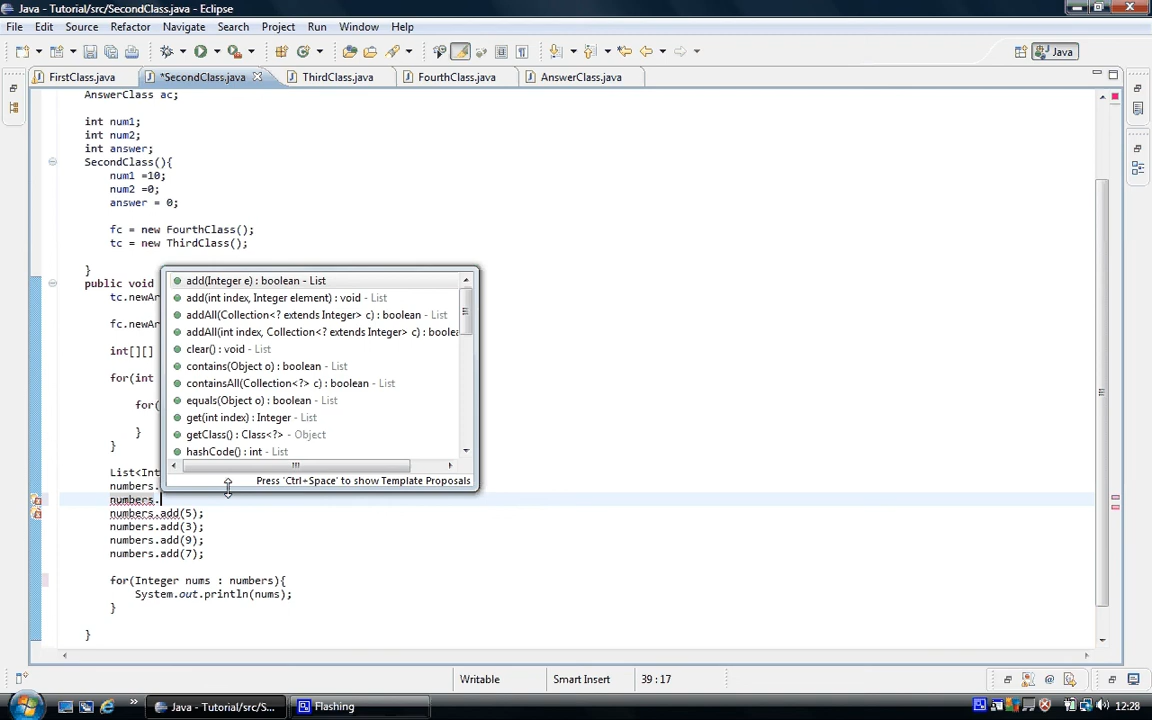 Java - Tutorial/src/SecondClass.java - Eclipse
File Edit Source Refactor Navigate Search Project Run Window Help
Java
FirstClass.java *SecondClass.java ThirdClass.java FourthClass.java AnswerClass.java
AnswerClass ac;
int num1;
int num2;
int answer;
SecondClass(){
num1 =10;
num2 =0;
answer = 0;
fc = new FourthClass();
tc = new ThirdClass();
}
public void
tc.newAr
fc.newAr
int[][]
for(int
for(
}
}
List<Int
numbers.
numbers.
numbers.add(5);
numbers.add(3);
numbers.add(9);
numbers.add(7);
for(Integer nums : numbers){
System.out.println(nums);
}
}
add(Integer e) : boolean - List
add(int index, Integer element) : void - List
addAll(Collection<? extends Integer> c) : boolean - List
addAll(int index, Collection<? extends Integer> c) : boole
clear() : void - List
contains(Object o) : boolean - List
containsAll(Collection<?> c) : boolean - List
equals(Object o) : boolean - List
get(int index) : Integer - List
getClass() : Class<?> - Object
hashCode() : int - List
Press 'Ctrl+Space' to show Template Proposals
Writable Smart Insert 39 : 17
Java - Tutorial/src/S... Flashing 12:28